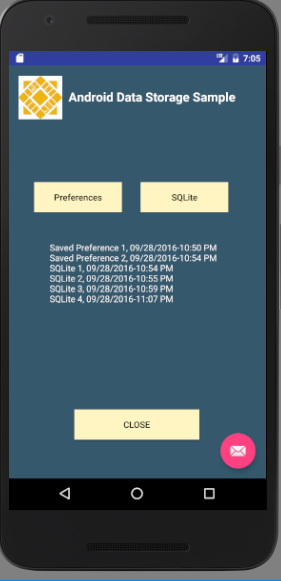 7:05
Android Data Storage Sample
Preferences SQLite
Saved Preference 1, 09/28/2016-10:50 PM
Saved Preference 2, 09/28/2016-10:54 PM
SQLite 1, 09/28/2016-10:54 PM
SQLite 2, 09/28/2016-10:55 PM
SQLite 3, 09/28/2016-10:59 PM
SQLite 4, 09/28/2016-11:07 PM
CLOSE